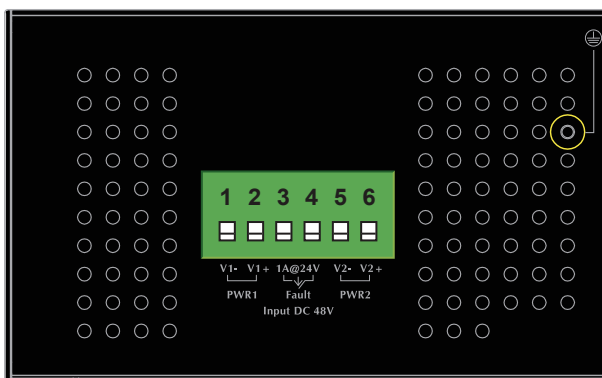 1 2 3 4 5 6
V1- V1+ 1A@24V V2- V2+
PWR1 Fault PWR2
Input DC 48V